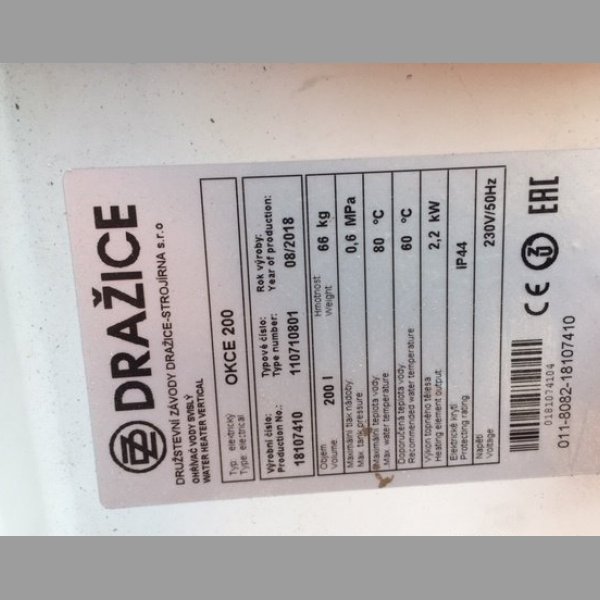 DRAŽICE
DRUŽSTEVNÍ ZÁVODY DRAŽICE-STROJÍRNA s.r.o
OHŘÍVAČ VODY SVISLÝ
WATER HEATER VERTICAL
Typ elektrický
Type electrical
OKCE 200
Výrobní číslo:
Production No.:
18107410
Typové číslo:
Type number:
110710801
Rok výroby:
Year of production:
08/2018
Objem
Volume
200 l
Hmotnost
Weight
66 kg
Maximální tlak nádoby
Max. tank pressure
0,6 MPa
Maximální teplota vody
Max. water temperature
80 °C
Doporučená teplota vody
Recommended water temperature
60 °C
Výkon topného tělesa
Heating element output
2,2 kW
Elektrické krytí
Protecting rating
IP44
Napětí
Voltage
230V/50Hz
0181074104
011-8082-18107410
CE EAC